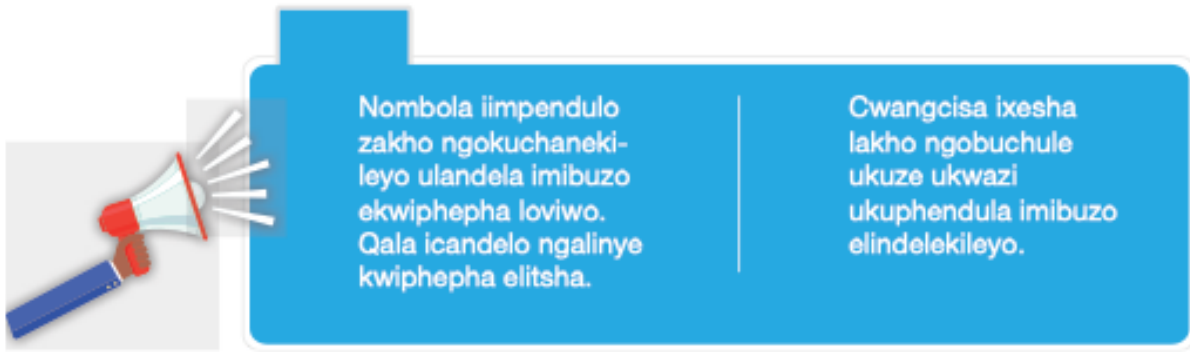 Nombola iimpendulo
zakho ngokuchaneki-
leyo ulandela imibuzo
ekwiphepha loviwo.
Qala icandelo ngalinye
kwiphepha elitsha.
Cwangcisa ixesha
lakho ngobuchule
ukuze ukwazi
ukuphendula imibuzo
elindelekileyo.